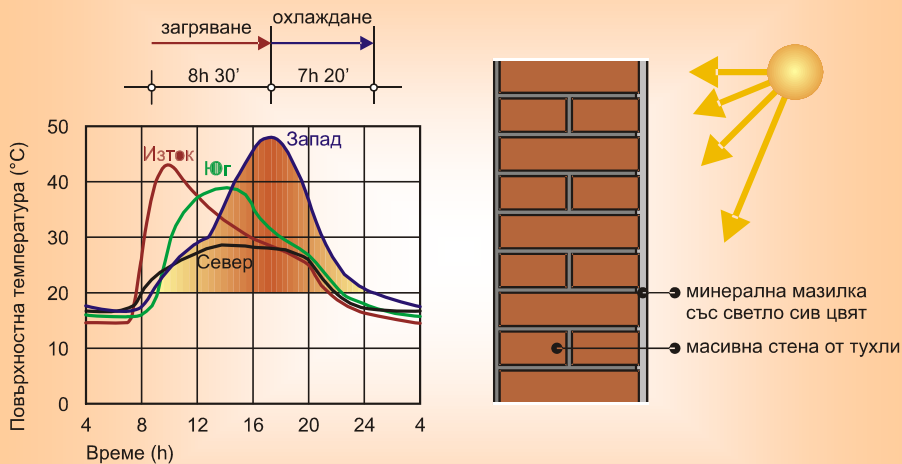 загряване
охлаждане
8h 30’
7h 20’
Повърхностна температура (°C)
50
40
30
20
10
0
Изток
Юг
Запад
Север
4
8
12
16
20
24
4
Време (h)
минерална мазилка
със светло сив цвят
масивна стена от тухли